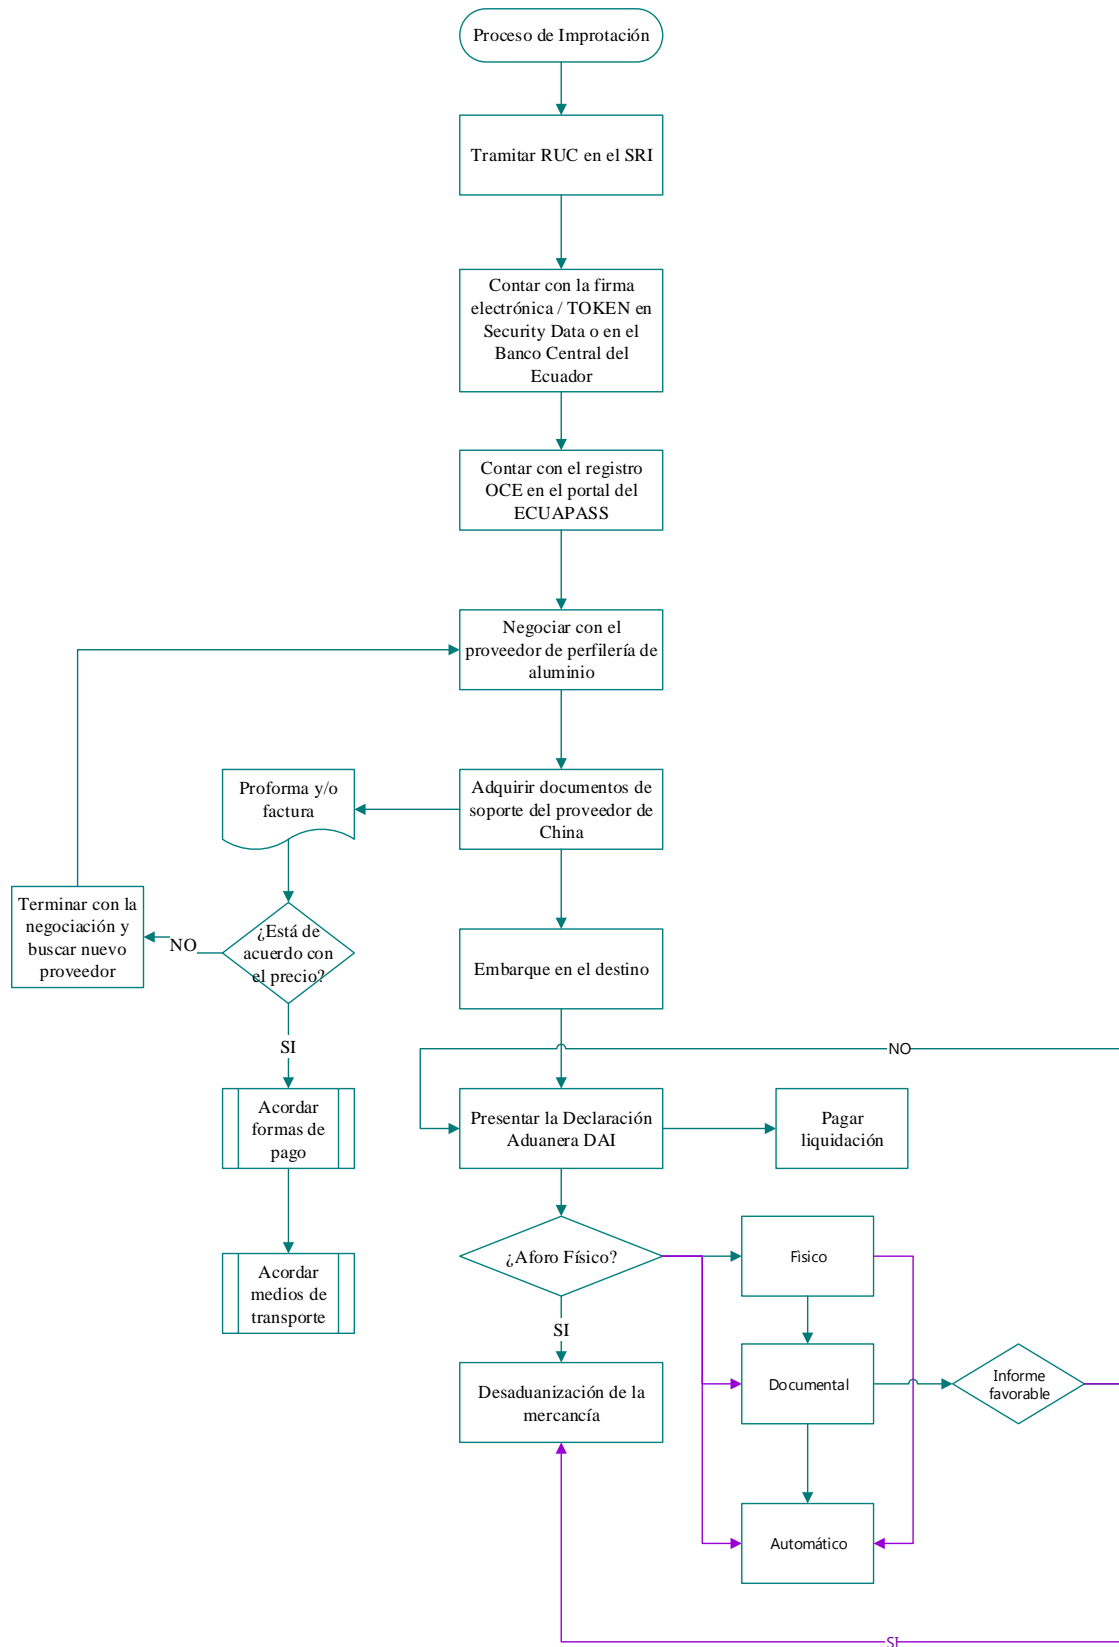 Proceso de Improtación
Tramitar RUC en el SRI
Contar con la firma
electrónica / TOKEN en
Security Data o en el
Banco Central del
Ecuador
Contar con el registro
OCE en el portal del
ECUAPASS
Negociar con el
proveedor de perfilería de
aluminio
Adquirir documentos de
soporte del proveedor de
China
Proforma y/o
factura
¿Está de
acuerdo con
el precio?
NO
Terminar con la
negociación y
buscar nuevo
proveedor
SI
Acordar
formas de
pago
Acordar
medios de
transporte
Embarque en el destino
NO
Presentar la Declaración
Aduanera DAI
Pagar
liquidación
¿Aforo Físico?
SI
Desaduanización de la
mercancía
Fìsico
Documental
Automático
Informe
favorable
SI